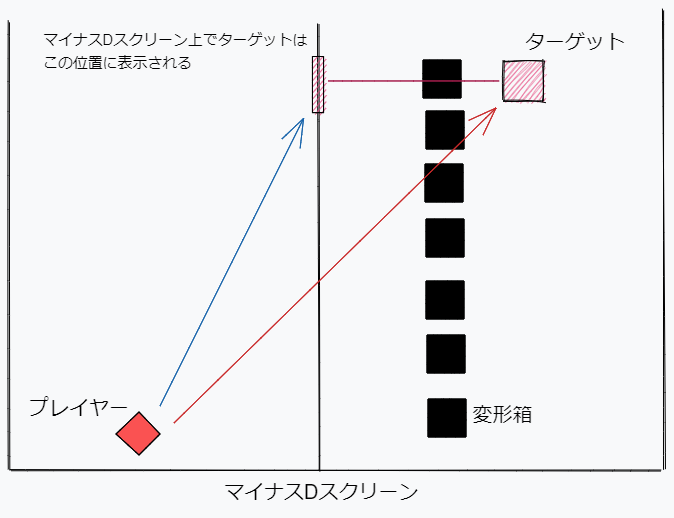 マイナスDスクリーン上でターゲットは
この位置に表示される
ターゲット
プレイヤー
変形箱
マイナスDスクリーン